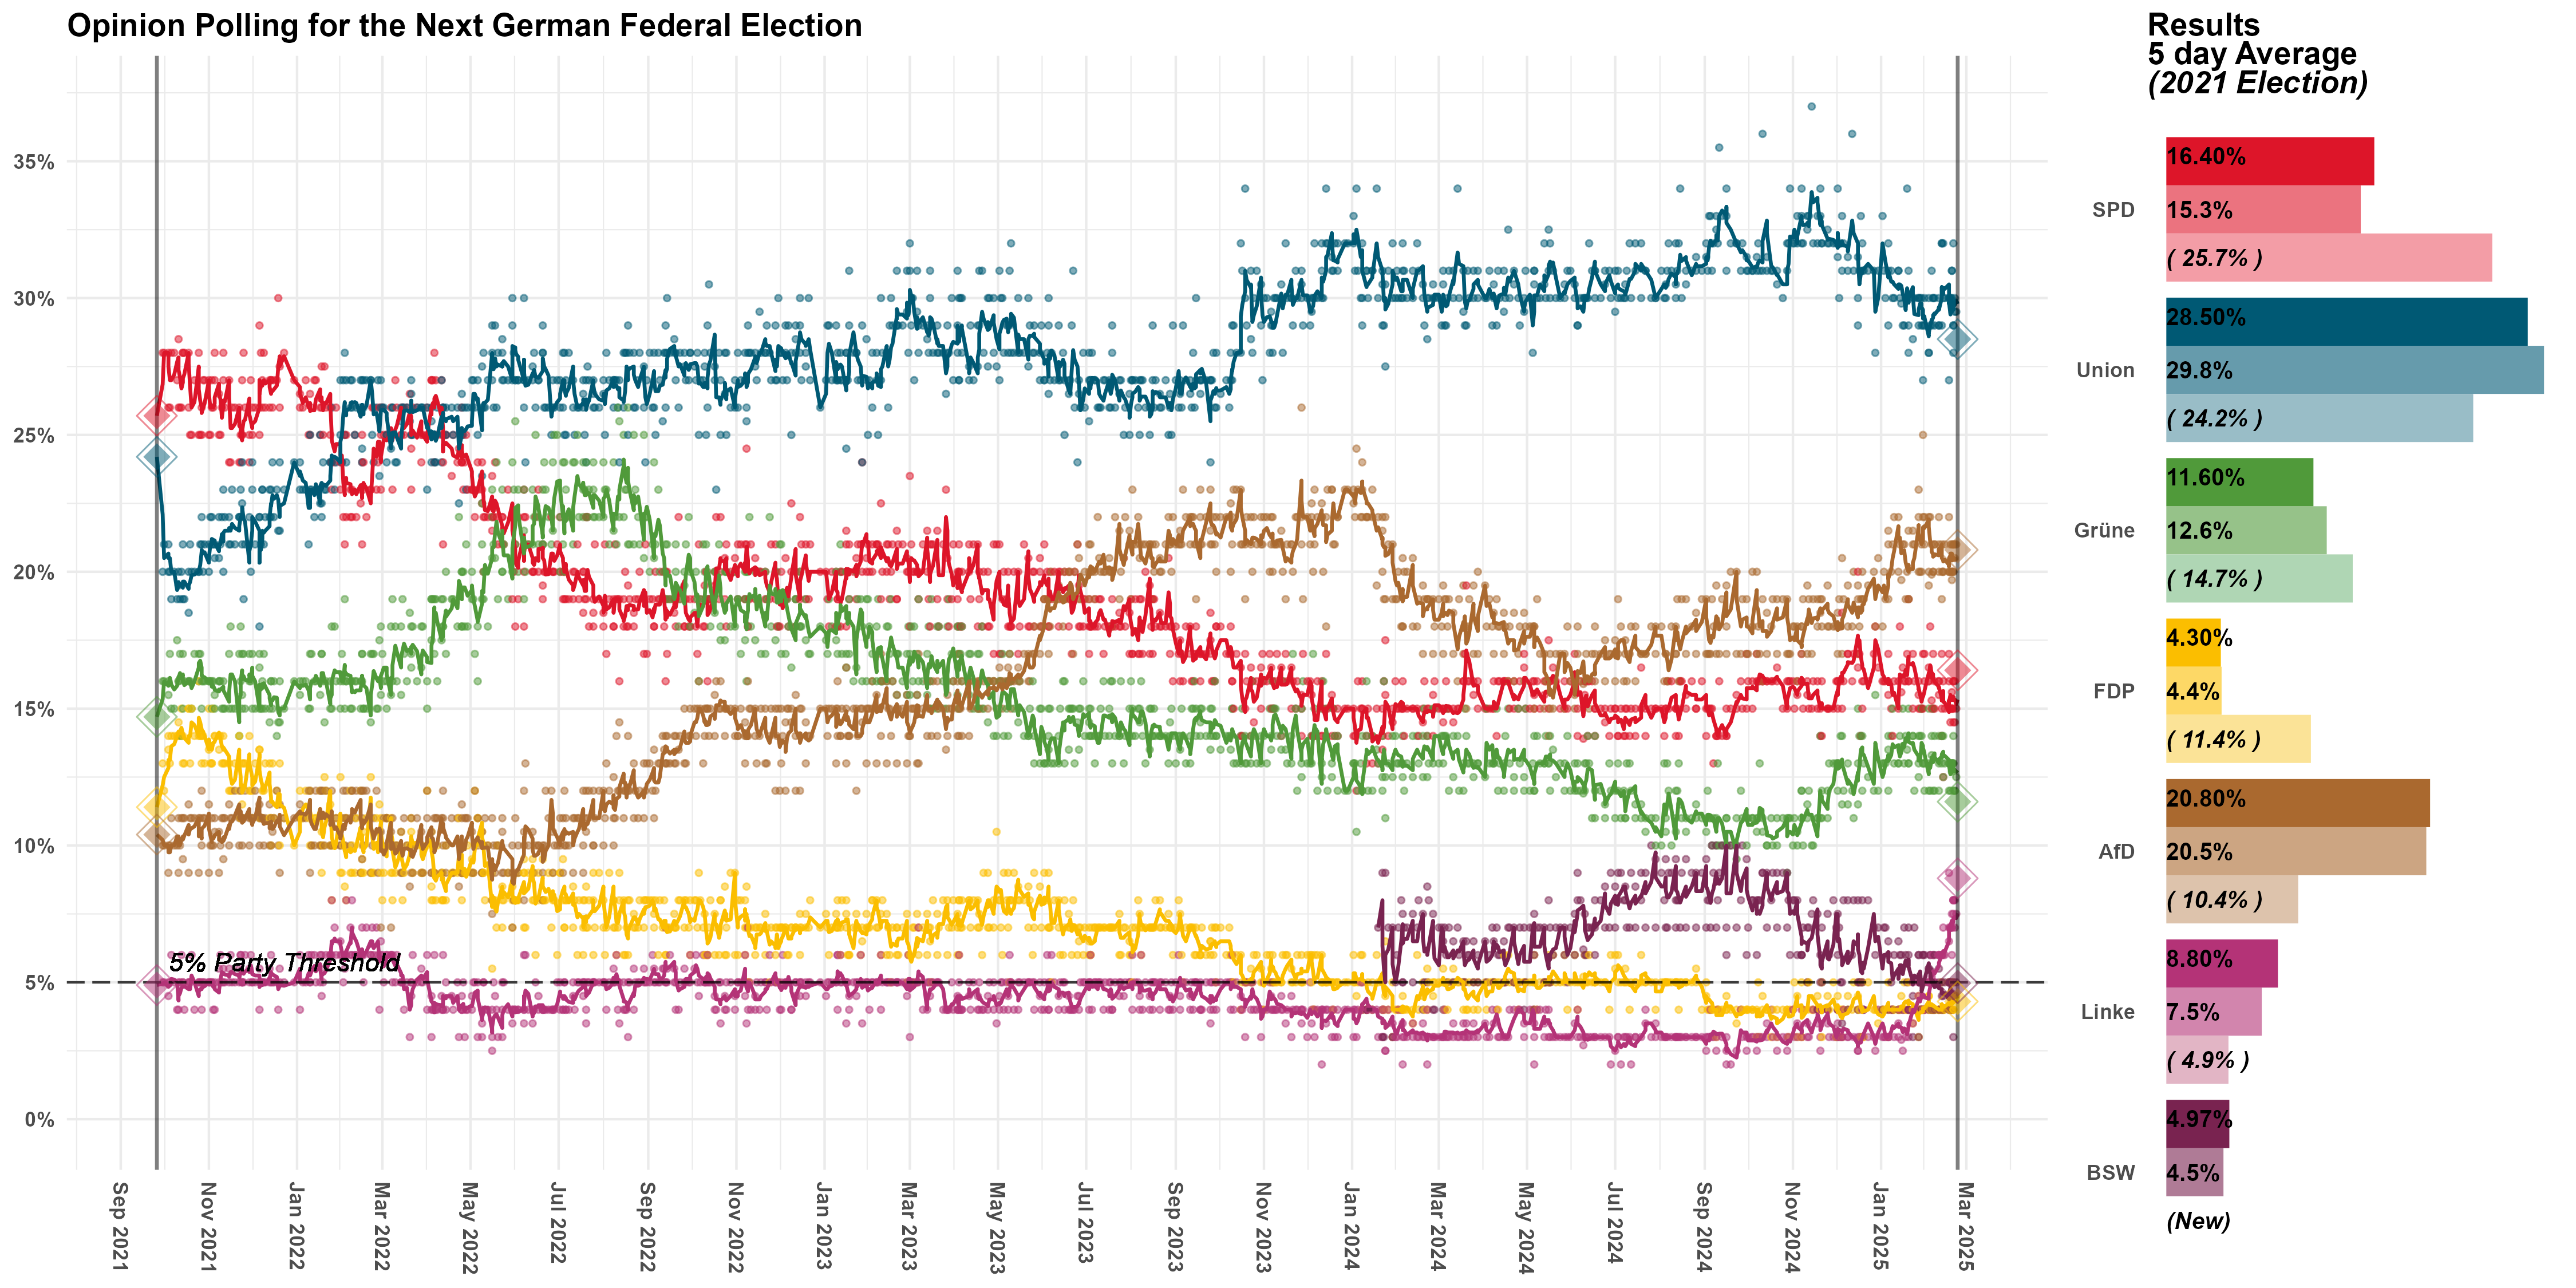 Opinion Polling for the Next German Federal Election
35%
30%
25%
20%
15%
10%
5%
0%
5% Party Threshold
Sep 2021
Nov 2021
Jan 2022
Mar 2022
May 2022
Jul 2022
Sep 2022
Nov 2022
Jan 2023
Mar 2023
May 2023
Jul 2023
Sep 2023
Nov 2023
Jan 2024
Mar 2024
May 2024
Jul 2024
Sep 2024
Nov 2024
Jan 2025
Mar 2025
Results
5 day Average
(2021 Election)
16.40%
SPD 15.3%
( 25.7% )
28.50%
Union 29.8%
( 24.2% )
11.60%
Grüne 12.6%
( 14.7% )
4.30%
FDP 4.4%
( 11.4% )
20.80%
AfD 20.5%
( 10.4% )
8.80%
Linke 7.5%
( 4.9% )
4.97%
BSW 4.5%
(New)